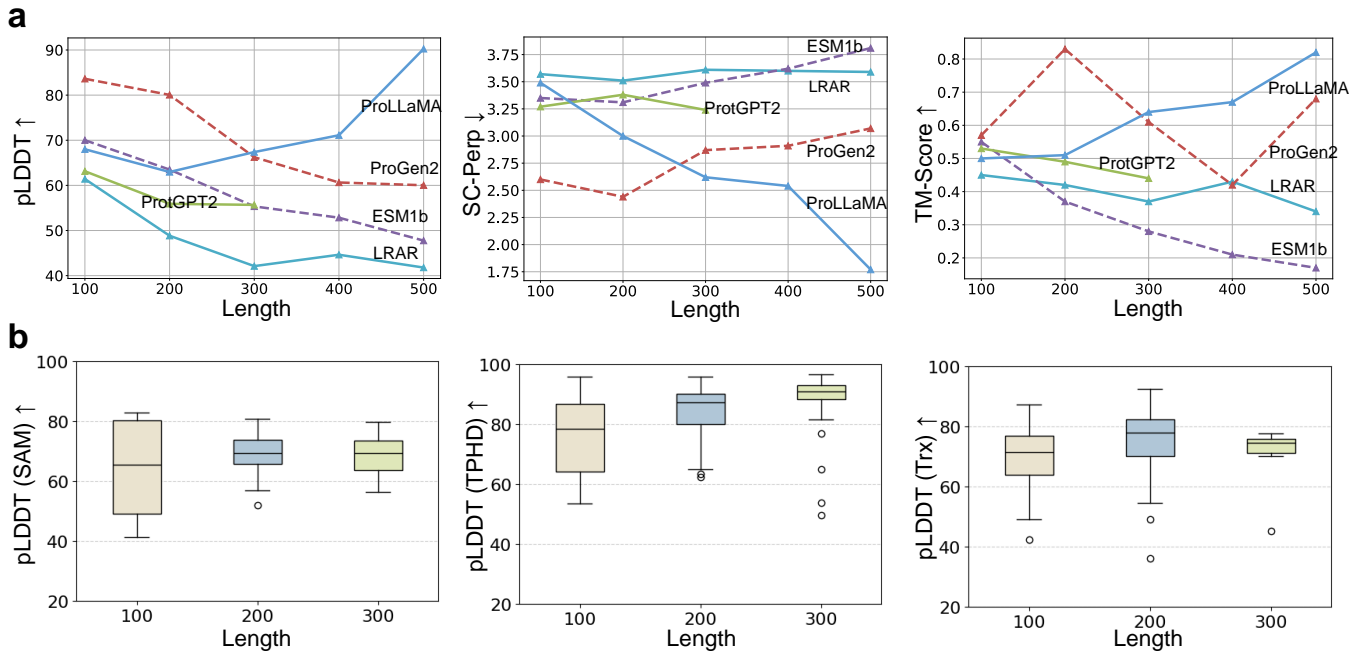 a
pLDDT ↑
90
80
70
60
50
40
100 200 300 400 500
Length
ProLLaMA
ProGen2
ProtGPT2
ESM1b
LRAR
SC-Perp ↓
3.75
3.50
3.25
3.00
2.75
2.50
2.25
2.00
1.75
100 200 300 400 500
Length
ESM1b
LRAR
ProtGPT2
ProGen2
ProLLaMA
TM-Score ↑
0.8
0.7
0.6
0.5
0.4
0.3
0.2
100 200 300 400 500
Length
ProLLaMA
ProGen2
ProtGPT2
LRAR
ESM1b
b
pLDDT (SAM) ↑
100
80
60
40
20
100 200 300
Length
pLDDT (TPHD) ↑
100
80
60
40
20
100 200 300
Length
pLDDT (Trx) ↑
100
80
60
40
20
100 200 300
Length